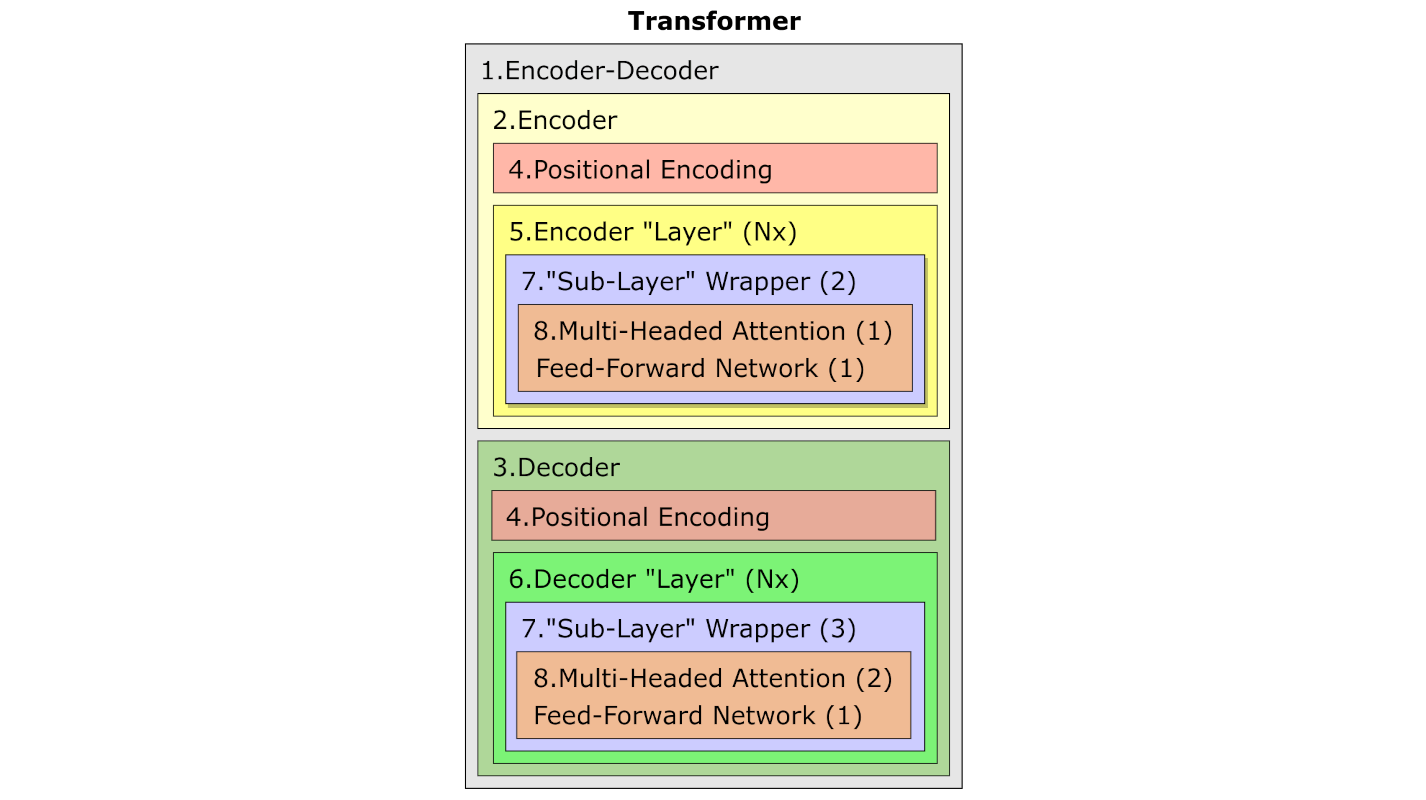 Transformer
1.Encoder-Decoder
2.Encoder
4.Positional Encoding
5.Encoder "Layer" (Nx)
7."Sub-Layer" Wrapper (2)
8.Multi-Headed Attention (1)
Feed-Forward Network (1)
3.Decoder
4.Positional Encoding
6.Decoder "Layer" (Nx)
7."Sub-Layer" Wrapper (3)
8.Multi-Headed Attention (2)
Feed-Forward Network (1)